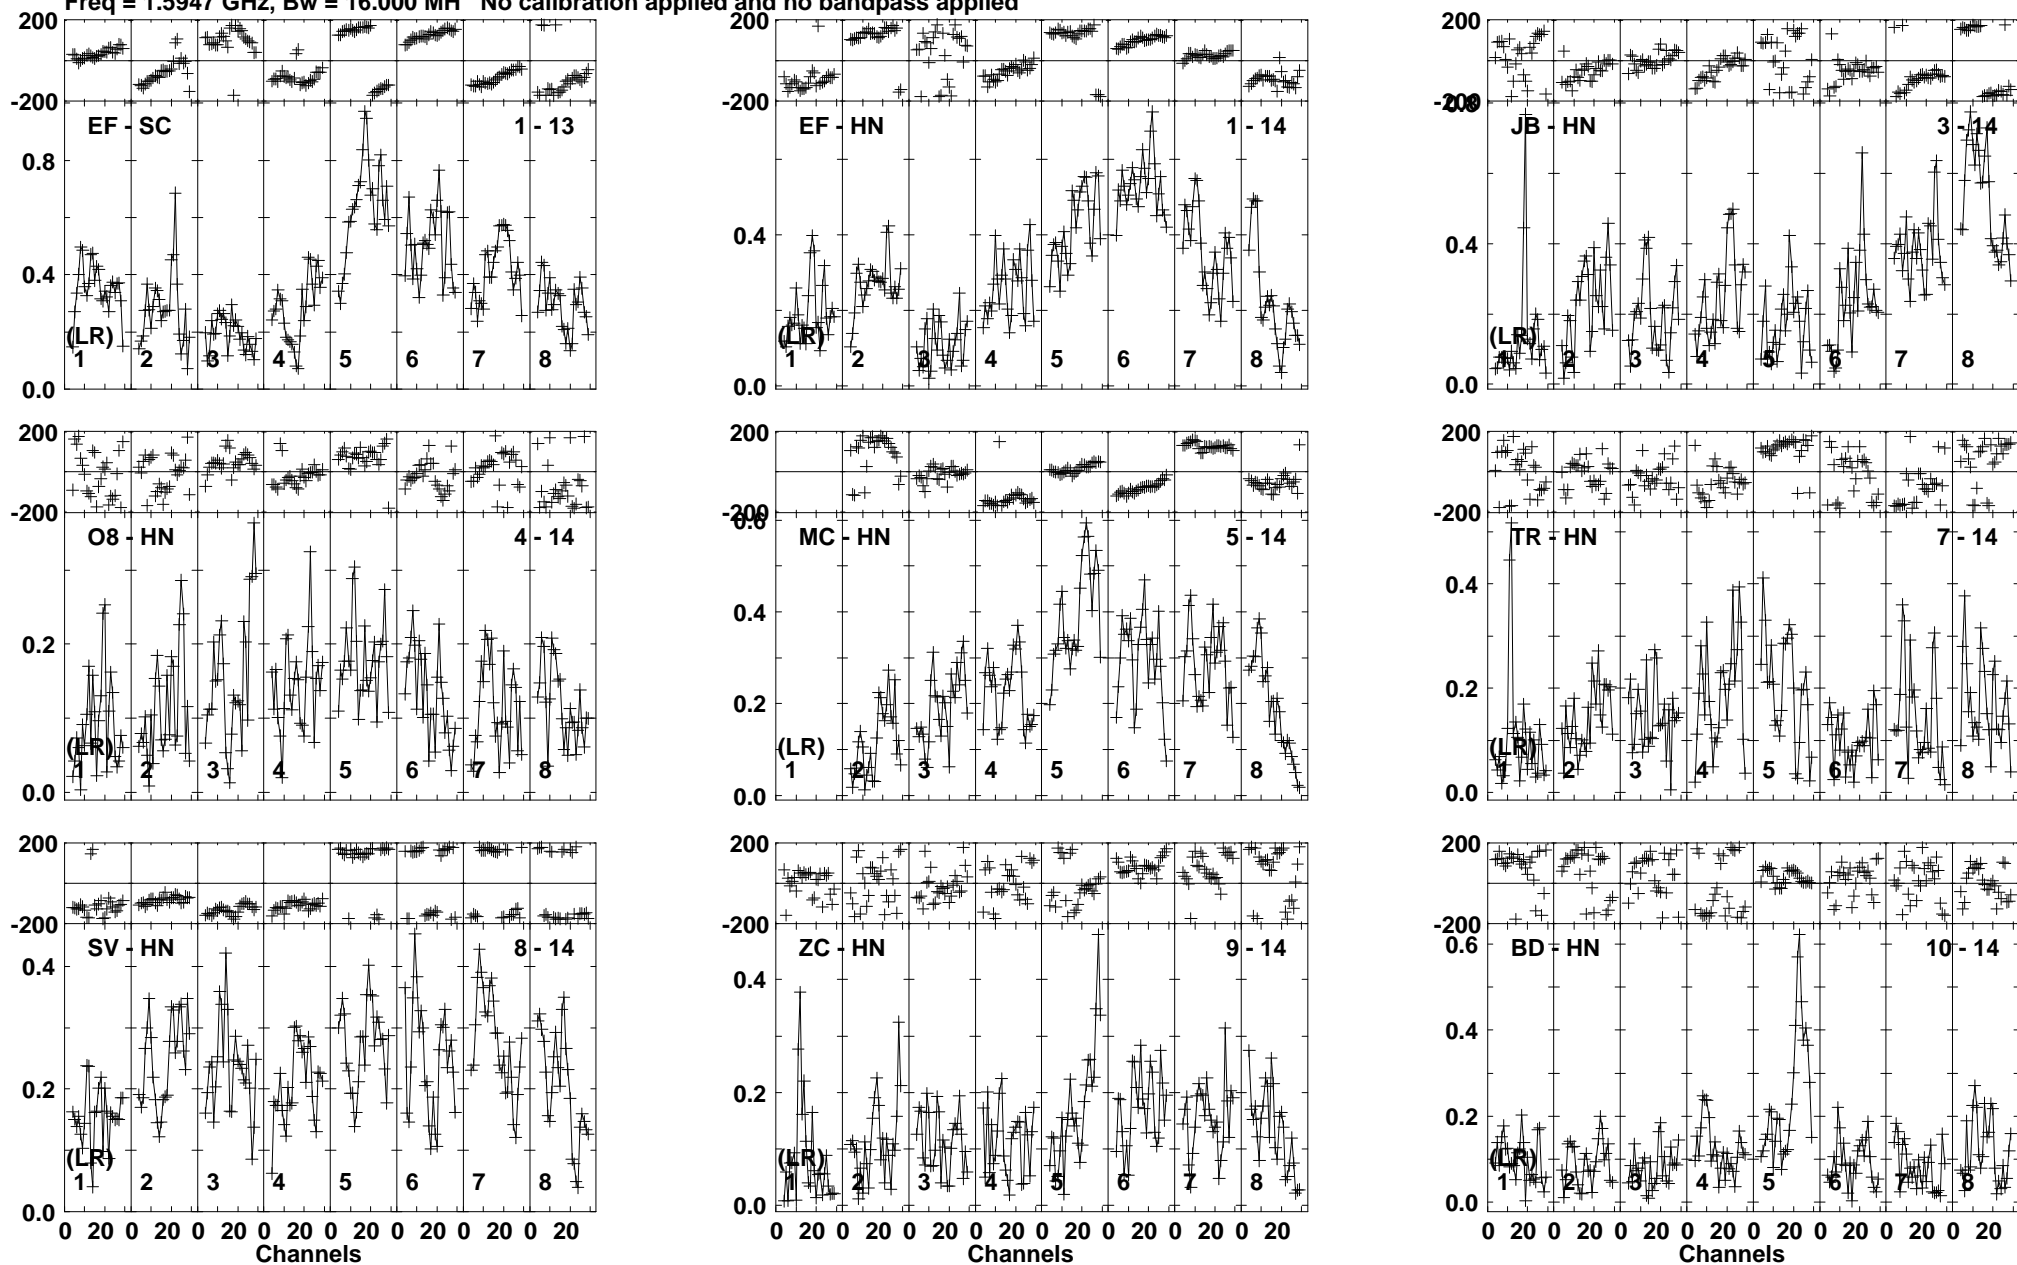 Freq = 1.5947 GHz, Bw = 16.000 MH No calibration applied and no bandpass applied
200 200 200
-200 -200 -200
0.8
EF - SC 1 - 13 EF - HN 1 - 14 JB - HN 3 - 14
0.8
0.4 0.4 0.4
(LR) (LR) (LR)
1 2 3 4 5 6 7 8 1 2 3 4 5 6 7 8 1 2 3 4 5 6 7 8
0.0 0.0 0.0
200 200 200
-200 -200 -200
0.6
O8 - HN 4 - 14 MC - HN 5 - 14 TR - HN 7 - 14
0.4 0.4
0.2 0.2 0.2
(LR) (LR) (LR)
1 2 3 4 5 6 7 8 1 2 3 4 5 6 7 8 1 2 3 4 5 6 7 8
0.0 0.0 0.0
200 200 200
-200 -200 -200
SV - HN 8 - 14 ZC - HN 9 - 14 BD - HN 10 - 14
0.6
0.4 0.4 0.4
0.2 0.2 0.2
(LR) (LR) (LR)
1 2 3 4 5 6 7 8 1 2 3 4 5 6 7 8 1 2 3 4 5 6 7 8
0.0 0.0 0.0
0 20 0 20 0 20 0 20 0 20 0 20 0 20 0 20 0 20 0 20 0 20 0 20 0 20 0 20 0 20 0 20 0 20 0 20 0 20 0 20 0 20 0 20 0 20 0 20
Channels Channels Channels